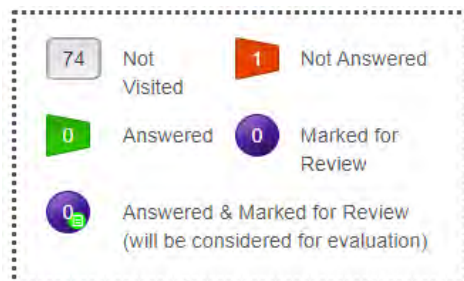 74 Not Visited
1 Not Answered
0 Answered
0 Marked for Review
0 Answered & Marked for Review
(will be considered for evaluation)